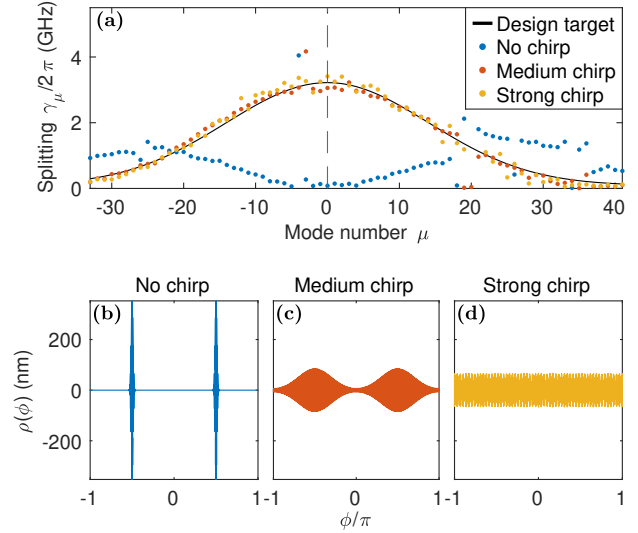 (a)
Splitting γμ/2 π (GHz)
4
2
0
Design target
No chirp
Medium chirp
Strong chirp
-30 -20 -10 0 10 20 30 40
Mode number μ
No chirp Medium chirp Strong chirp
(b) (c) (d)
ρ(ϕ) (nm)
200
0
-200
-1 0 1 -1 0 1 -1 0 1
ϕ/π